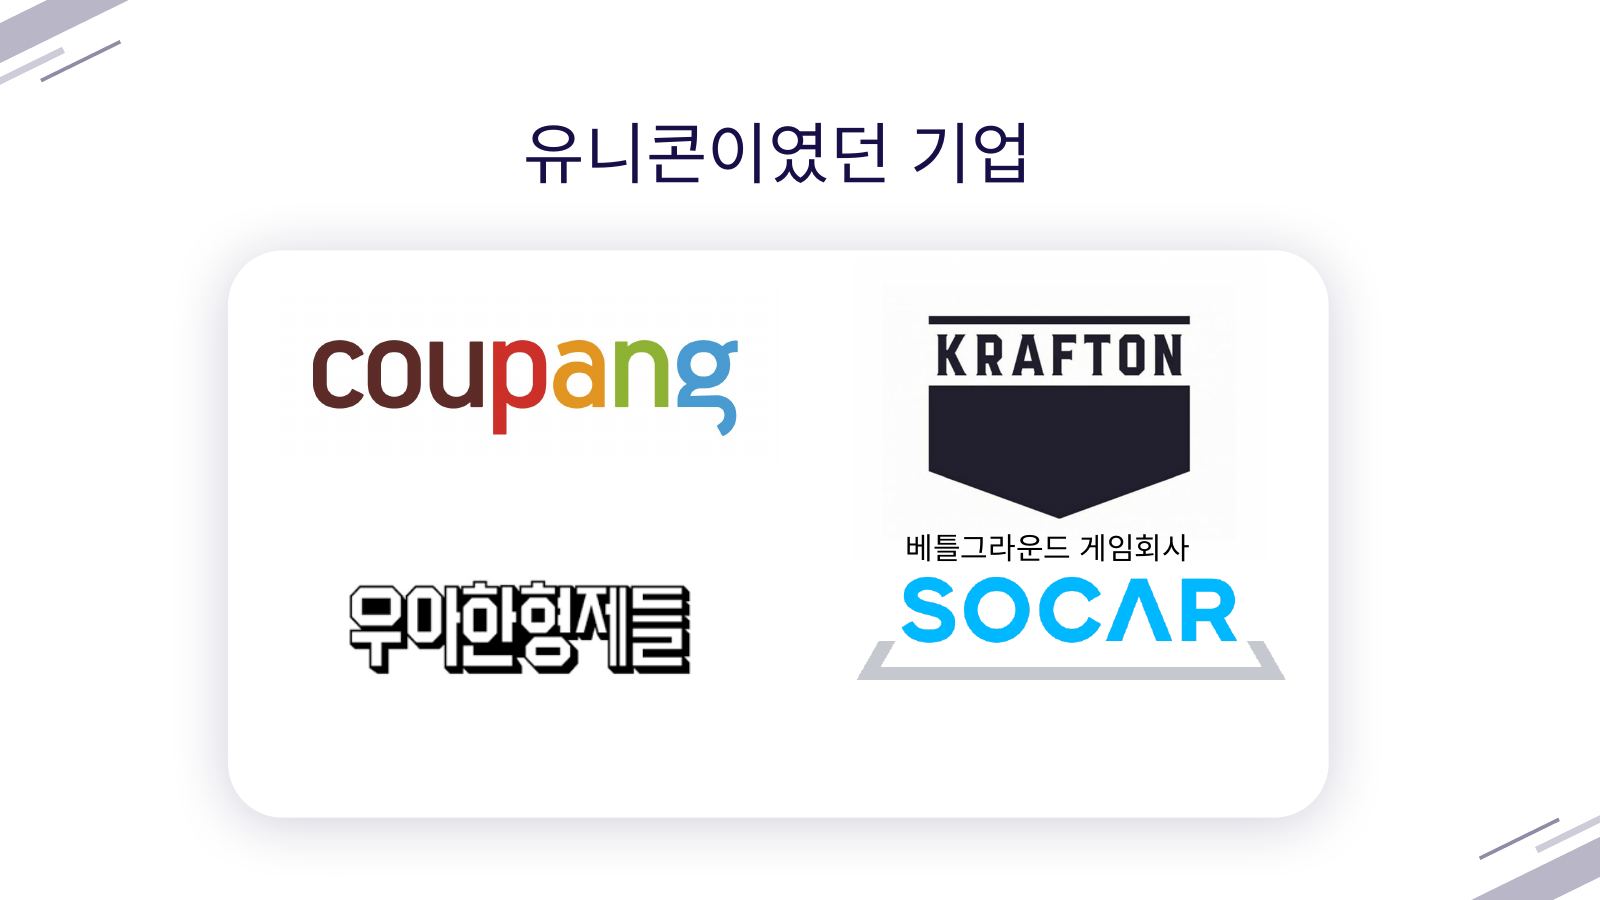 유니콘이였던 기업
coupang
KRAFTON
베틀그라운드 게임회사
우아한형제들
SOCAR